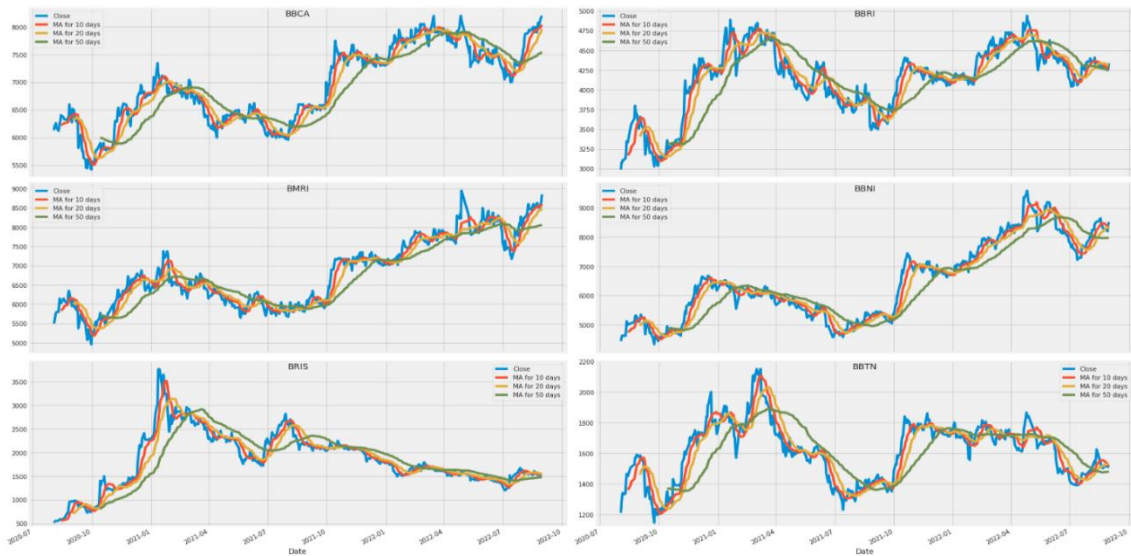 BBCA
Close
MA for 10 days
MA for 20 days
MA for 50 days
8000
7500
7000
6500
6000
5500
BBRI
Close
MA for 10 days
MA for 20 days
MA for 50 days
5000
4750
4500
4250
4000
3750
3500
3250
3000
BMRI
Close
MA for 10 days
MA for 20 days
MA for 50 days
9000
8500
8000
7500
7000
6500
6000
5500
5000
BBNI
Close
MA for 10 days
MA for 20 days
MA for 50 days
9000
8000
7000
6000
5000
BRIS
Close
MA for 10 days
MA for 20 days
MA for 50 days
3500
3000
2500
2000
1500
1000
500
2020-07
2020-10
2021-01
2021-04
2021-07
2021-10
2022-01
2022-04
2022-07
2022-10
Date
BBTN
Close
MA for 10 days
MA for 20 days
MA for 50 days
2200
2000
1800
1600
1400
1200
2020-07
2020-10
2021-01
2021-04
2021-07
2021-10
2022-01
2022-04
2022-07
2022-10
Date